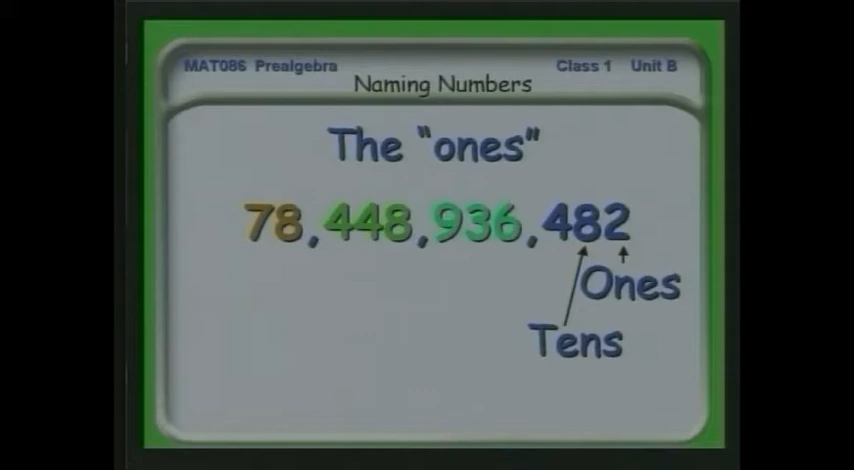 MAT086 Prealgebra Class 1 Unit B
Naming Numbers
The “ones”
78,448,936,482
Ones
Tens